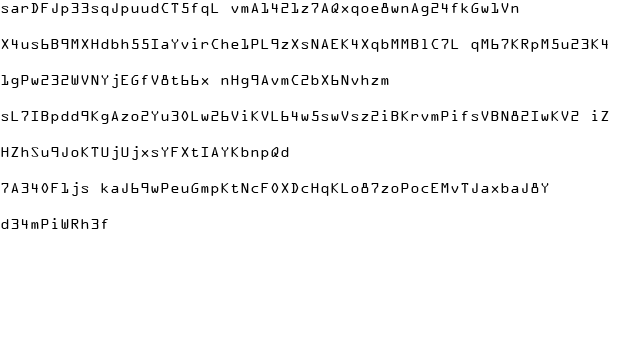 sarDFJp33sqJpuudCT5fqL vmA1421z7AQxqoe8wnAg24fkGw1Vn
X4us6B9MXHdbh55IaYvirChe1PL9zXsNAEK4XqbMMB1C7L qM67KRpM5u23K4
1gPw232WVNYjEGfV8t66x nHg9AvmC2bX6Nvhzm
sL7IBpdd9KgAzo2Yu30Lw26ViKVL64w5swVsz2iBKrvmPifsVBN82IwKV2 iZ
HZhSu9JoKTUjUjxsYFXtIAYKbnpQd
7A340F1js kaJ69wPeuGmpKtNcF0XDcHqKLo87zoPocEMvTJaxbaJ8Y
d34mPiWRh3f